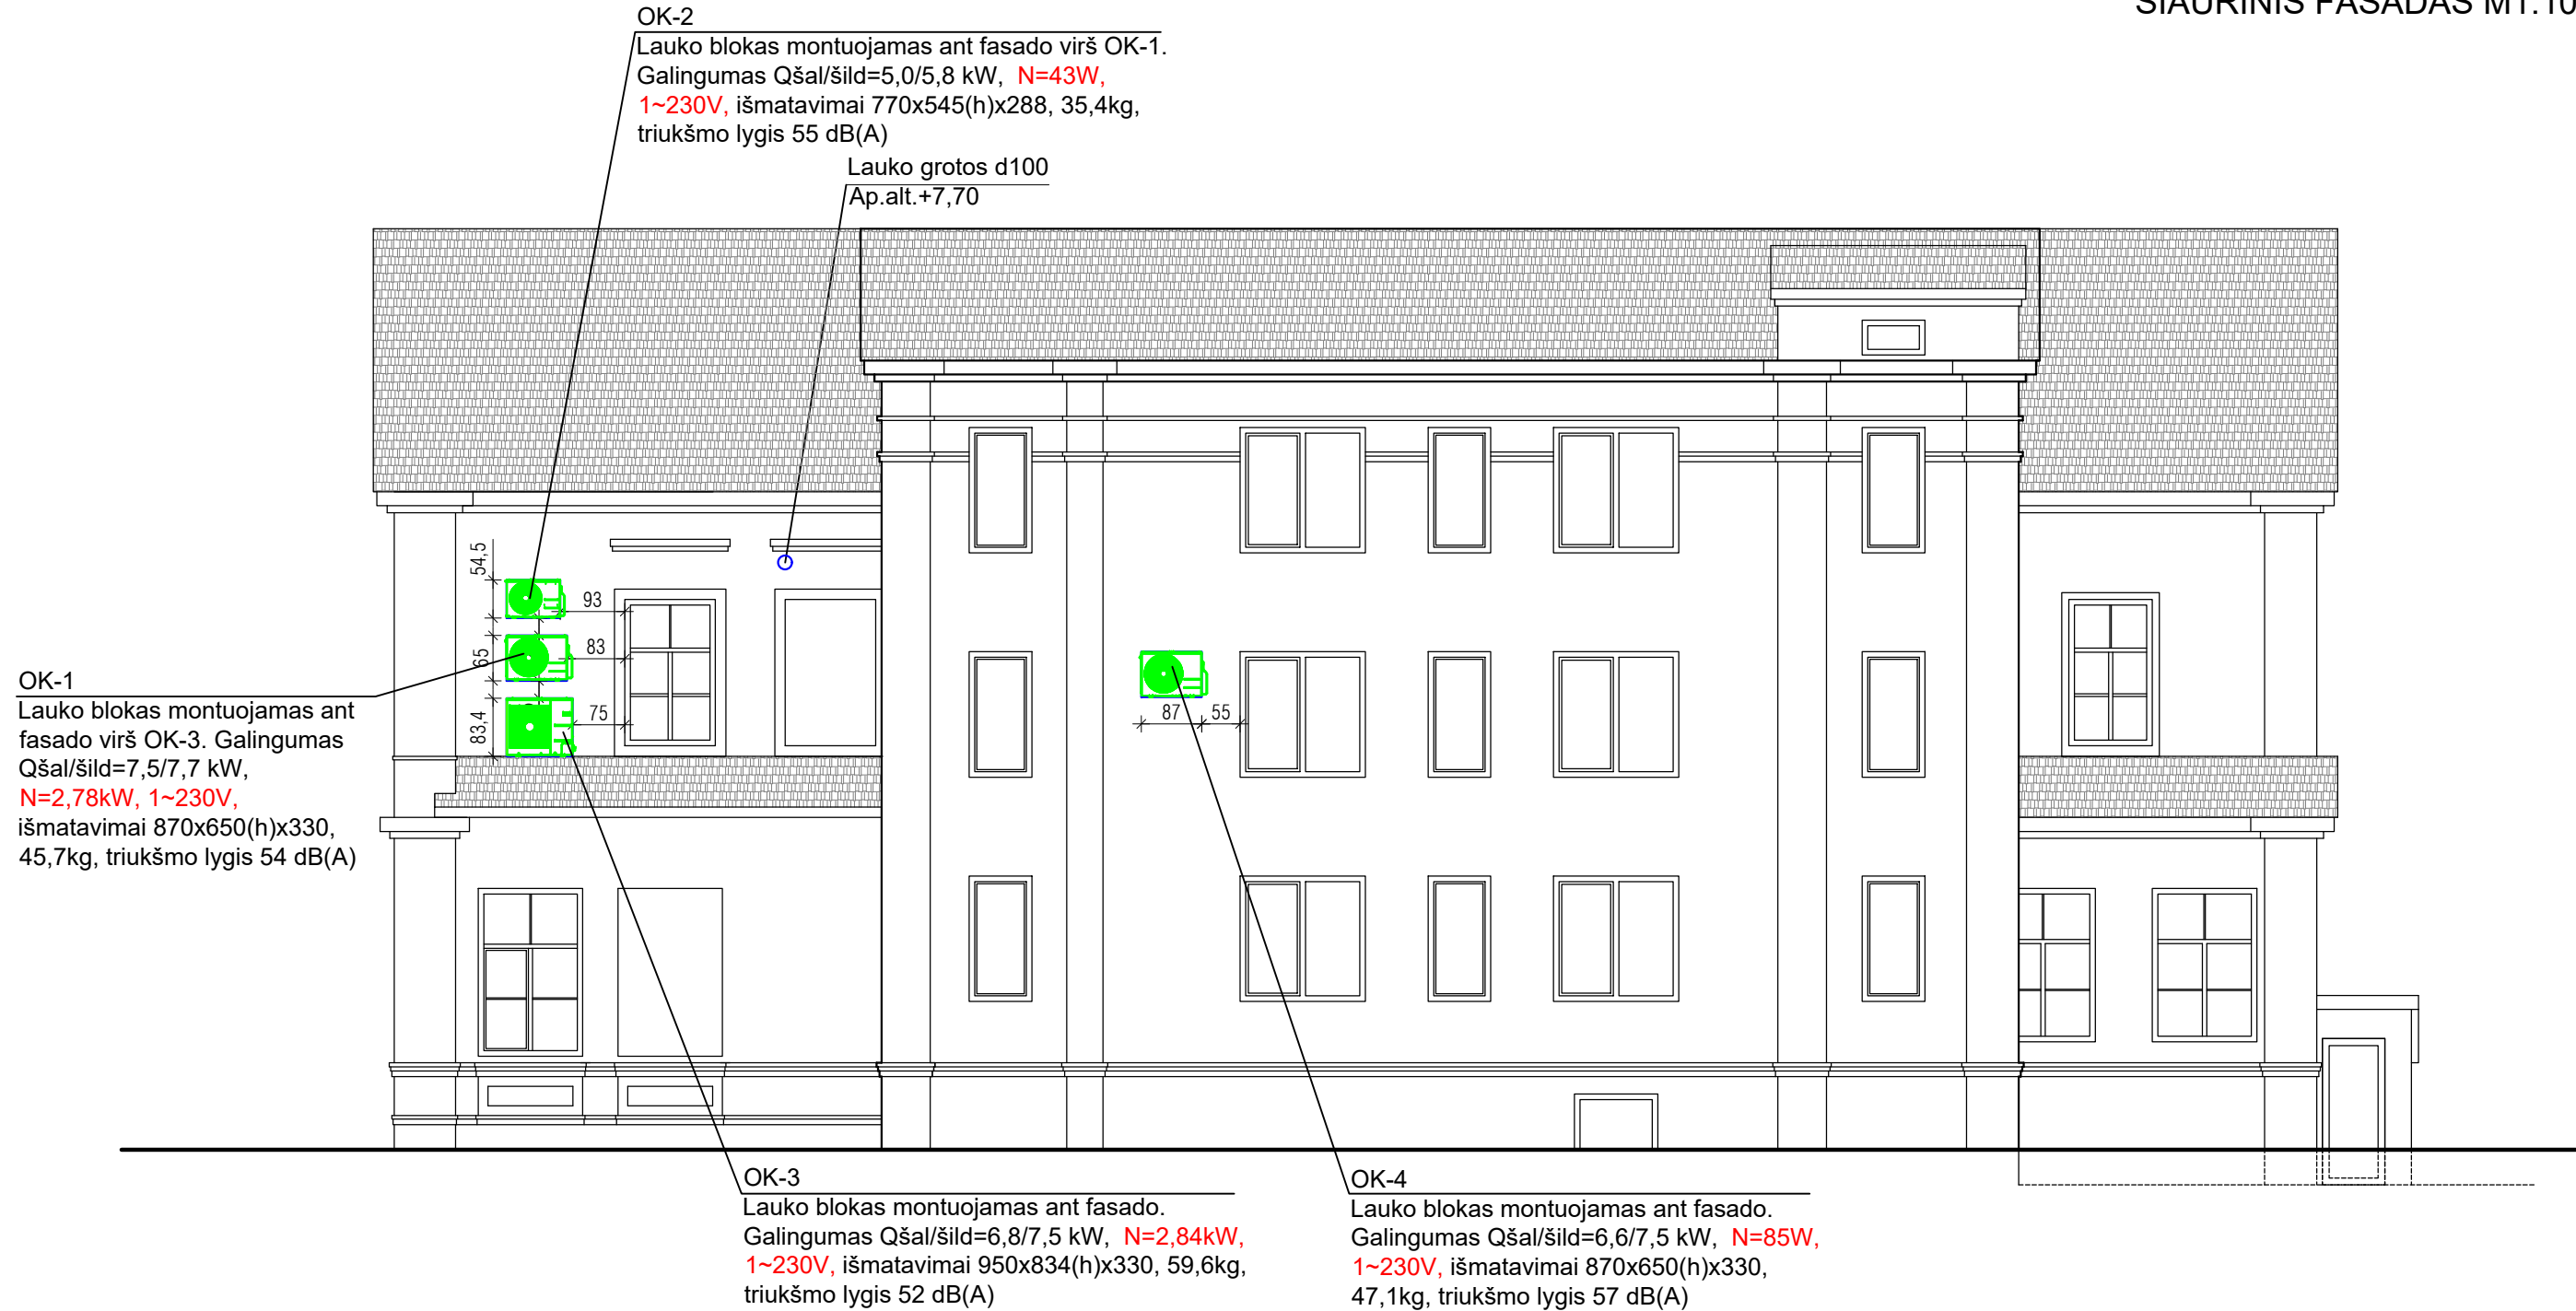 ŠIAURINIS FASADAS M1:10
OK-2
Lauko blokas montuojamas ant fasado virš OK-1.
Galingumas Qšal/šild=5,0/5,8 kW, N=43W,
1~230V, išmatavimai 770x545(h)x288, 35,4kg,
triukšmo lygis 55 dB(A)
Lauko grotos d100
Ap.alt.+7,70
54,5
93
65
83
83,4
75
87
55
OK-1
Lauko blokas montuojamas ant
fasado virš OK-3. Galingumas
Qšal/šild=7,5/7,7 kW,
N=2,78kW, 1~230V,
išmatavimai 870x650(h)x330,
45,7kg, triukšmo lygis 54 dB(A)
OK-3
Lauko blokas montuojamas ant fasado.
Galingumas Qšal/šild=6,8/7,5 kW, N=2,84kW,
1~230V, išmatavimai 950x834(h)x330, 59,6kg,
triukšmo lygis 52 dB(A)
OK-4
Lauko blokas montuojamas ant fasado.
Galingumas Qšal/šild=6,6/7,5 kW, N=85W,
1~230V, išmatavimai 870x650(h)x330,
47,1kg, triukšmo lygis 57 dB(A)